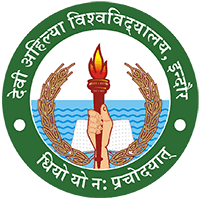 देवी अहिल्या विश्वविद्यालय, इन्दौर
धियो यो नः प्रचोदयात्